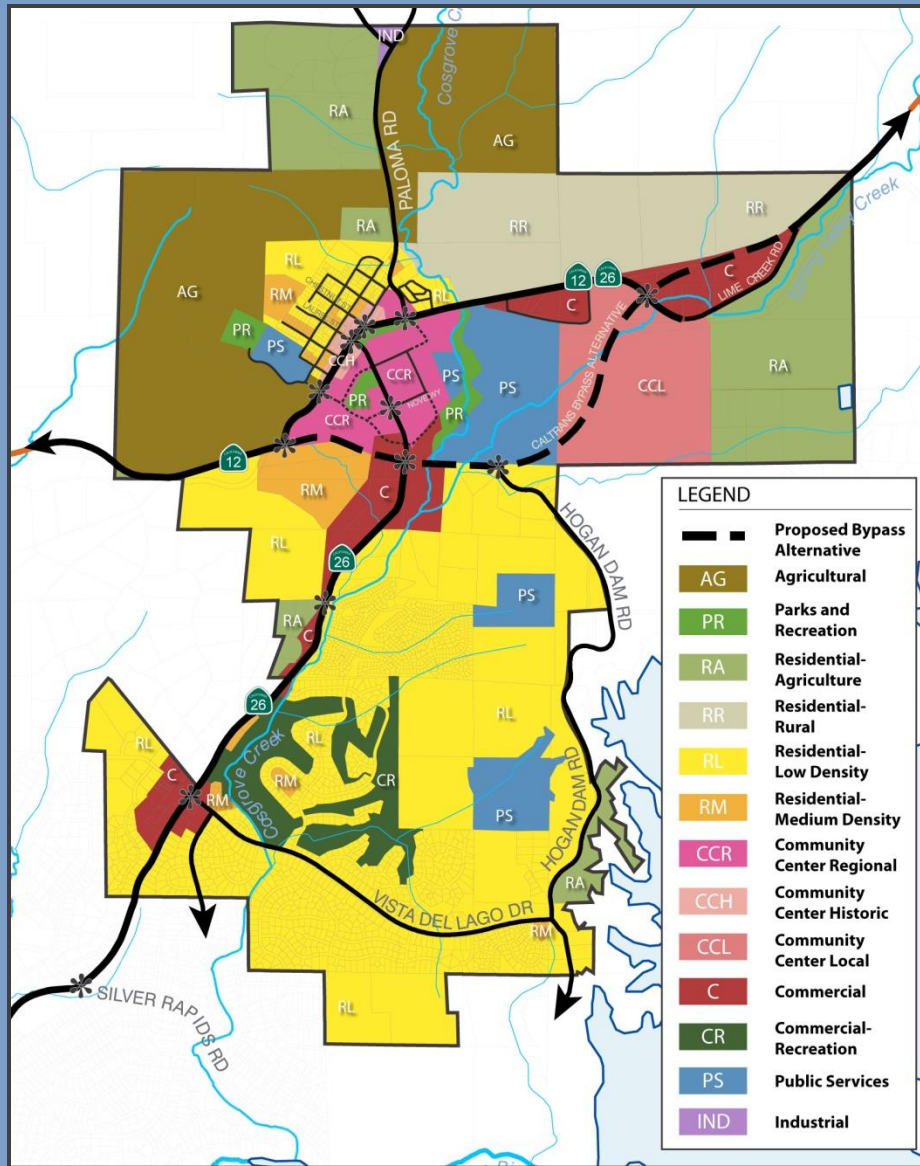 IND
Cosgrove Cr
RA
PALOMA RD
AG
RR
RR
RA
Spring Valley Creek
RL
CALIFORNIA
12
CALIFORNIA
26
C
LIME CREEK RD
AG
RM
RL
C
PR
PS
CCH
CCR
PS
PS
CCL
RA
PR
NOVE WY
CCR
PR
CALTRANS BYPASS ALTERNATIVE
12
RM
C
HOGAN DAM RD
RL
26
PS
RA
C
26
RL
RL
RL
C
RM
CR
RM
Cosgrove Creek
PS
HOGAN DAM RD
RA
VISTA DEL LAGO DR
RM
SILVER RAPIDS RD
RL
LEGEND
Proposed Bypass
Alternative
AG
Agricultural
PR
Parks and
Recreation
RA
Residential-
Agriculture
RR
Residential-
Rural
RL
Residential-
Low Density
RM
Residential-
Medium Density
CCR
Community
Center Regional
CCH
Community
Center Historic
CCL
Community
Center Local
C
Commercial
CR
Commercial-
Recreation
PS
Public Services
IND
Industrial